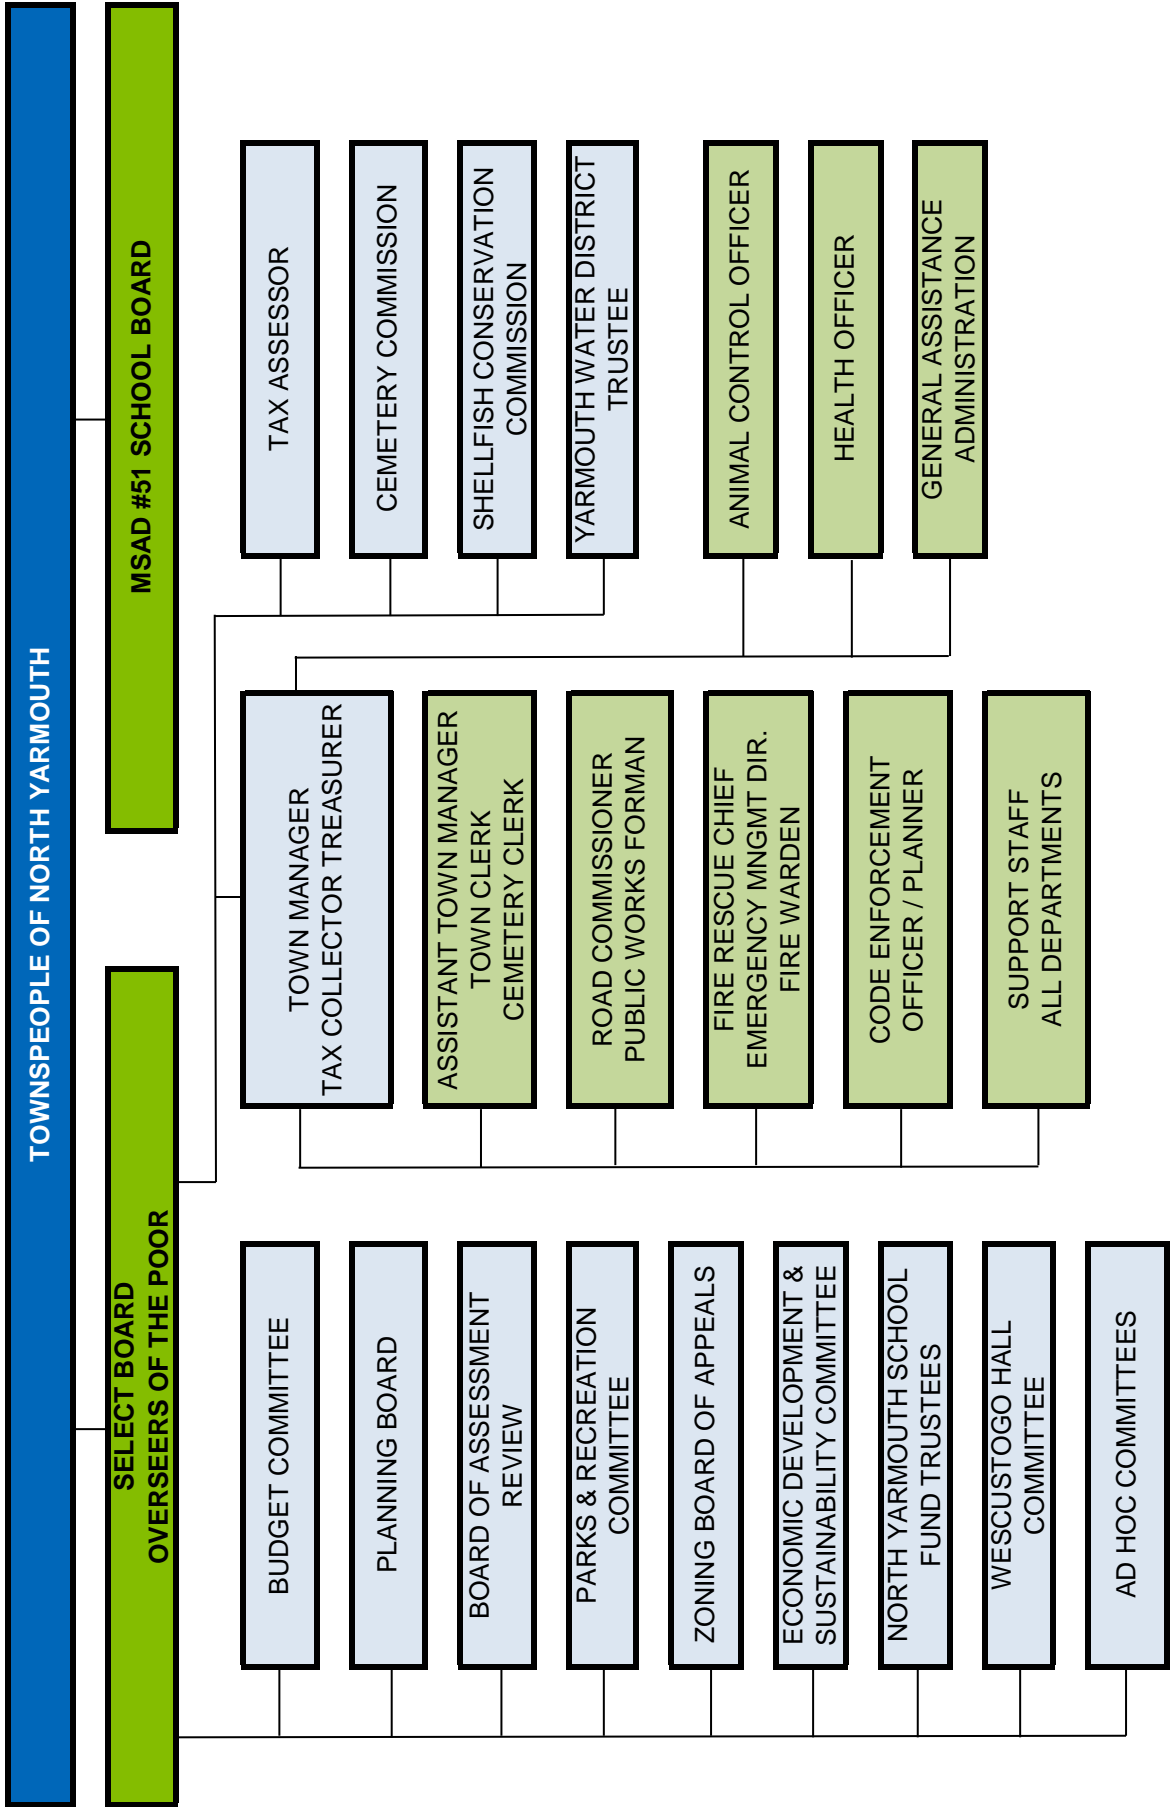 TOWNSPEOPLE OF NORTH YARMOUTH
SELECT BOARD
OVERSEERS OF THE POOR
MSAD #51 SCHOOL BOARD
BUDGET COMMITTEE
PLANNING BOARD
BOARD OF ASSESSMENT
REVIEW
PARKS & RECREATION
COMMITTEE
ZONING BOARD OF APPEALS
ECONOMIC DEVELOPMENT &
SUSTAINABILITY COMMITTEE
NORTH YARMOUTH SCHOOL
FUND TRUSTEES
WESCUSTOGO HALL
COMMITTEE
AD HOC COMMITTEES
TOWN MANAGER
TAX COLLECTOR TREASURER
ASSISTANT TOWN MANAGER
TOWN CLERK
CEMETERY CLERK
ROAD COMMISSIONER
PUBLIC WORKS FORMAN
FIRE RESCUE CHIEF
EMERGENCY MNGMT DIR.
FIRE WARDEN
CODE ENFORCEMENT
OFFICER / PLANNER
SUPPORT STAFF
ALL DEPARTMENTS
TAX ASSESSOR
CEMETERY COMMISSION
SHELLFISH CONSERVATION
COMMISSION
YARMOUTH WATER DISTRICT
TRUSTEE
ANIMAL CONTROL OFFICER
HEALTH OFFICER
GENERAL ASSISTANCE
ADMINISTRATION